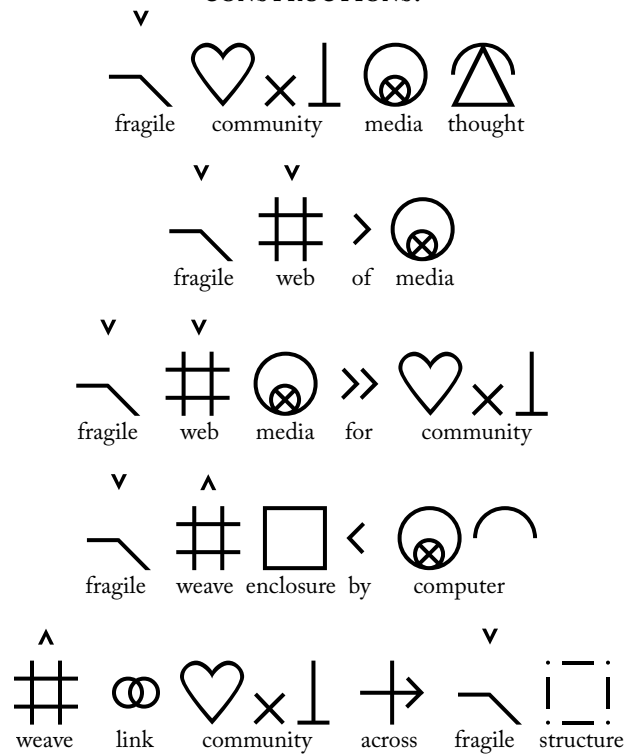 CONSTRUCTIONS.
fragile community media thought
fragile web of media
fragile web media for community
fragile weave enclosure by computer
weave link community across fragile structure